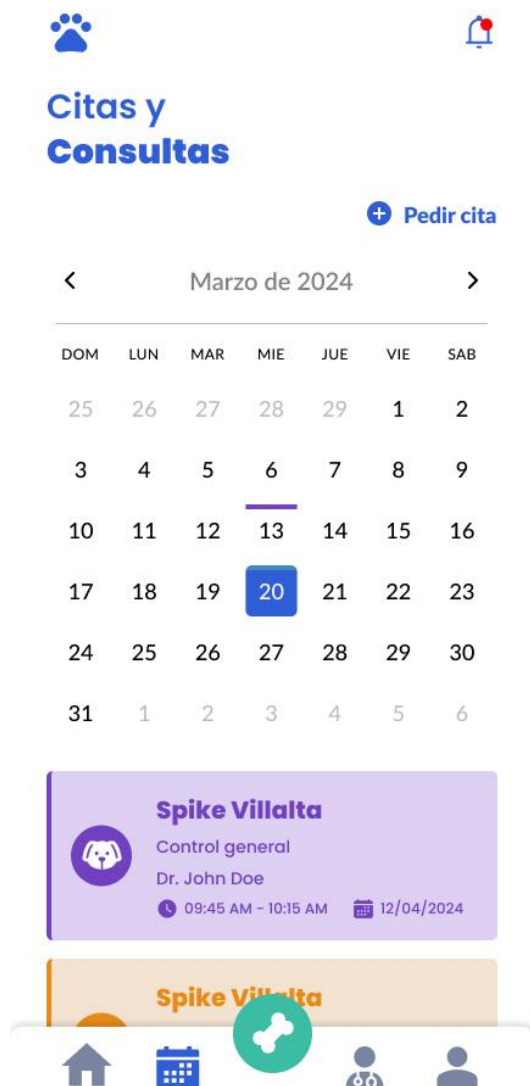 Citas y
Consultas
Pedir cita
Marzo de 2024
DOM LUN MAR MIE JUE VIE SAB
25 26 27 28 29 1 2
3 4 5 6 7 8 9
10 11 12 13 14 15 16
17 18 19 20 21 22 23
24 25 26 27 28 29 30
31 1 2 3 4 5 6
Spike Villalta
Control general
Dr. John Doe
09:45 AM - 10:15 AM 12/04/2024
Spike Villalta